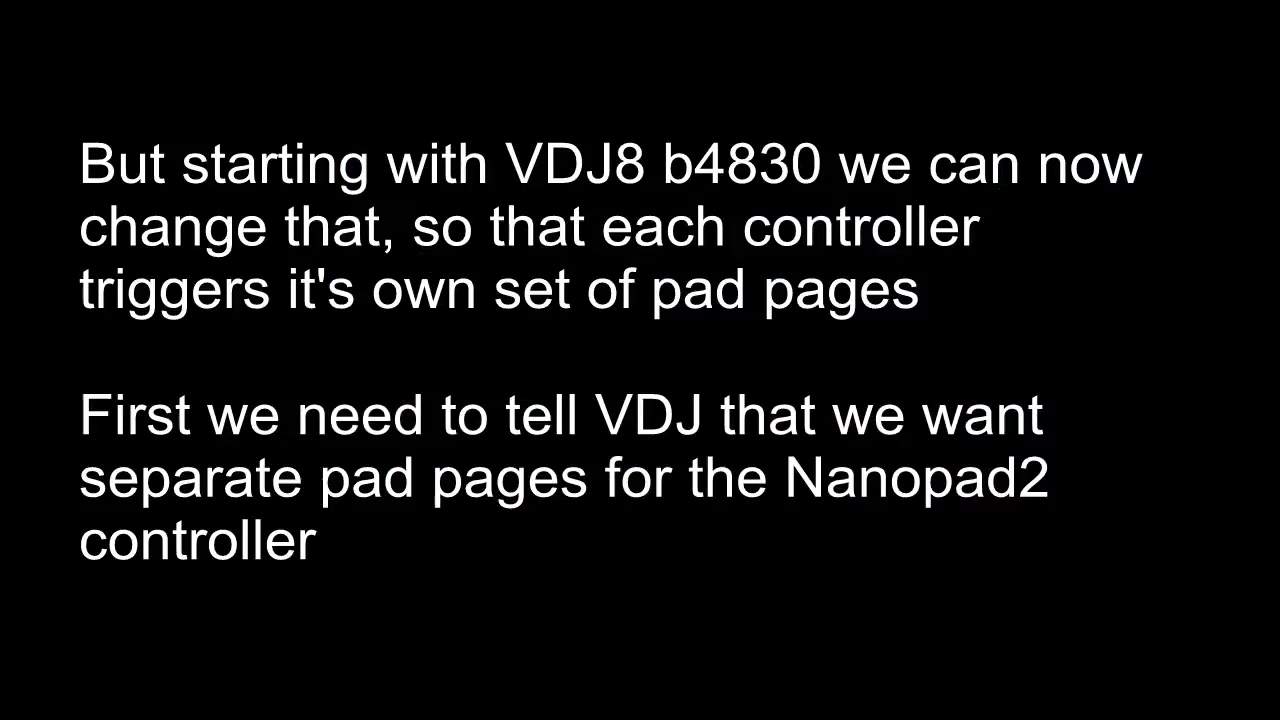 But starting with VDJ8 b4830 we can now
change that, so that each controller
triggers it's own set of pad pages
First we need to tell VDJ that we want
separate pad pages for the Nanopad2
controller